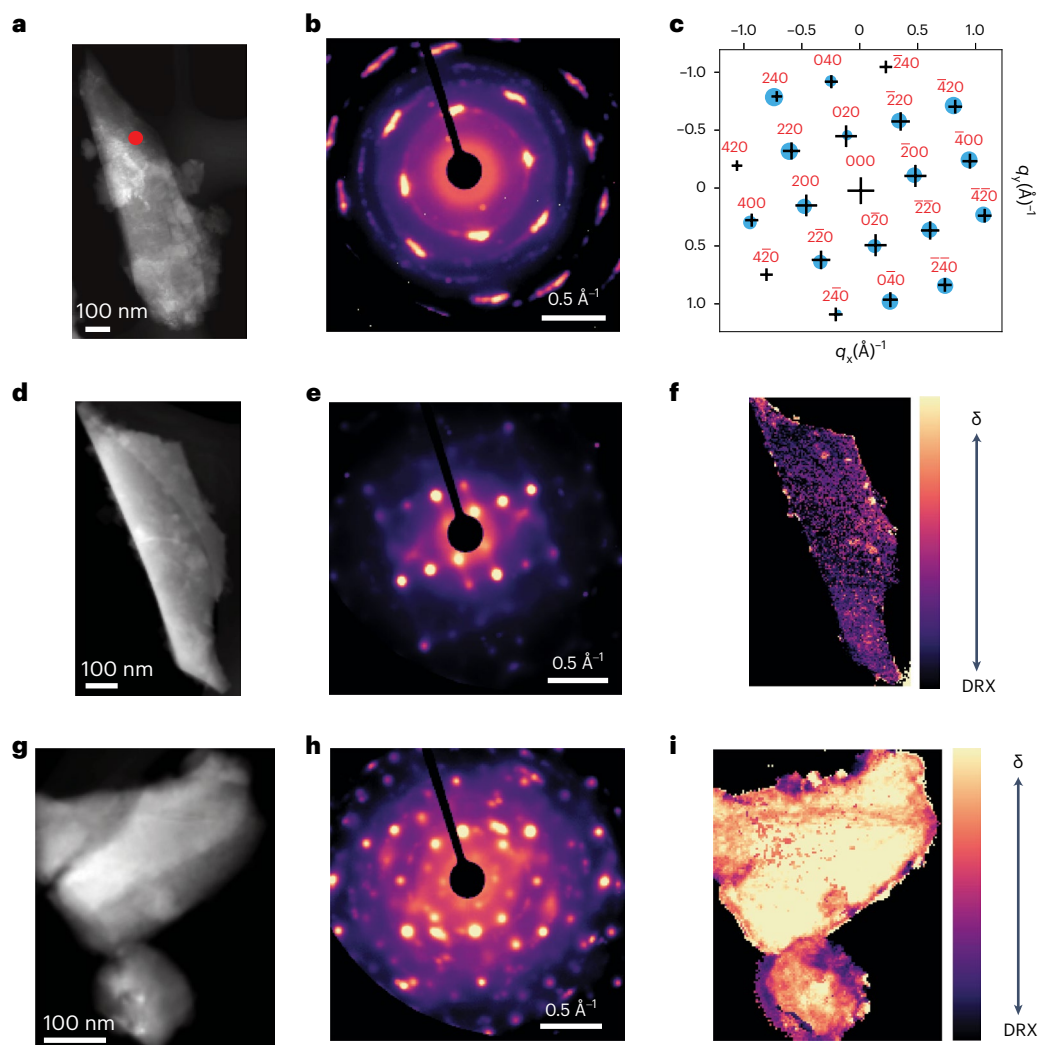 a
100 nm
b
0.5 Å⁻¹
c
–1.0 –0.5 0 0.5 1.0
–1.0
–0.5
0
0.5
1.0
240 040 2̅40 4̅20
220 020 2̅20
420 000 2̅00 4̅00
400 200 02̅0 2̅2̅0 4̅2̅0
42̅0 22̅0 04̅0 2̅4̅0
24̅0
qy(Å)⁻¹
qx(Å)⁻¹
d
100 nm
e
0.5 Å⁻¹
f
δ
DRX
g
100 nm
h
0.5 Å⁻¹
i
δ
DRX